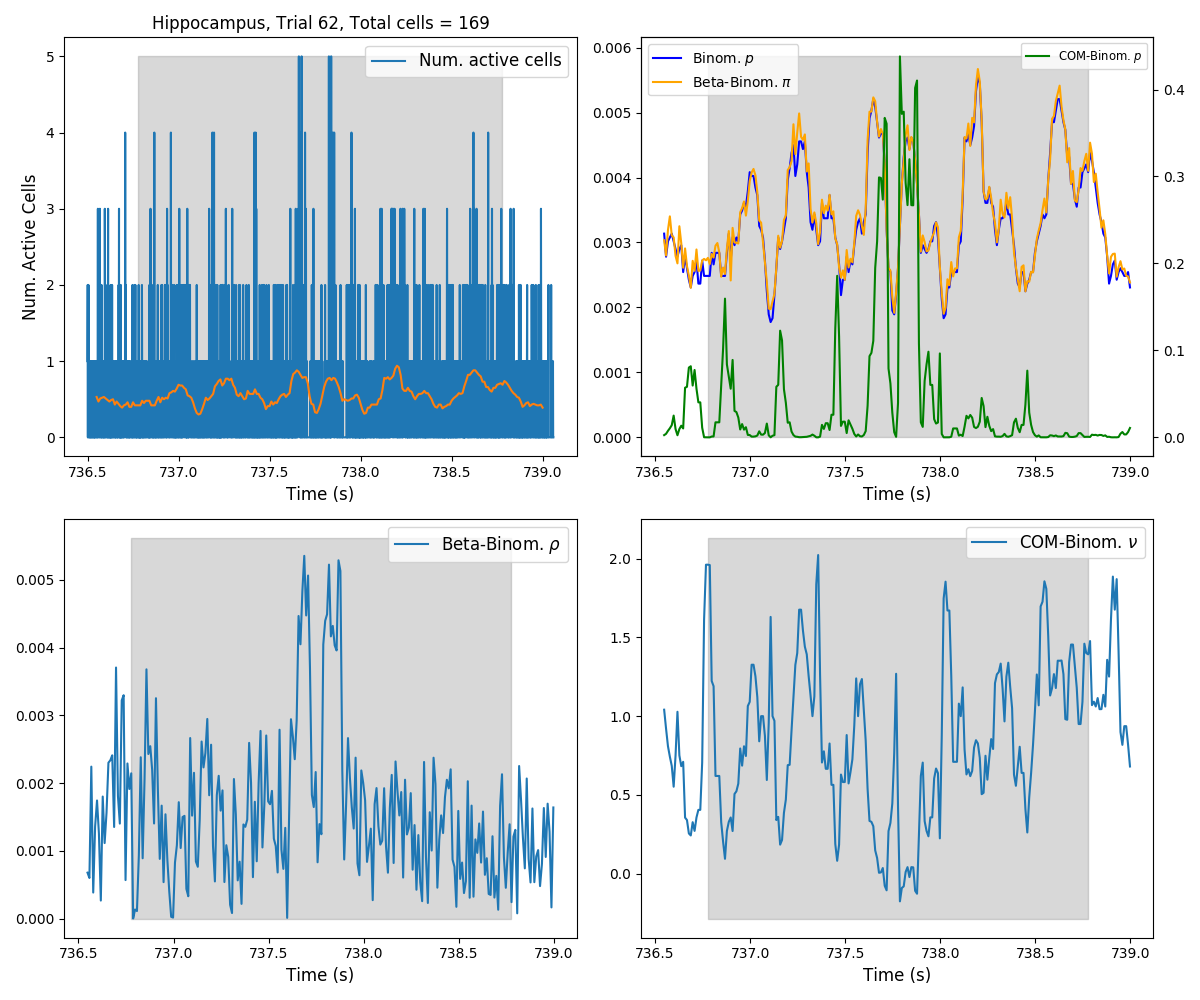 Hippocampus, Trial 62, Total cells = 169
Num. active cells
Num. Active Cells
5
4
3
2
1
0
736.5 737.0 737.5 738.0 738.5 739.0
Time (s)
Binom. p
Beta-Binom. π
COM-Binom. p
0.006
0.005
0.004
0.003
0.002
0.001
0.000
0.4
0.3
0.2
0.1
0.0
736.5 737.0 737.5 738.0 738.5 739.0
Time (s)
Beta-Binom. ρ
0.005
0.004
0.003
0.002
0.001
0.000
736.5 737.0 737.5 738.0 738.5 739.0
Time (s)
COM-Binom. ν
2.0
1.5
1.0
0.5
0.0
736.5 737.0 737.5 738.0 738.5 739.0
Time (s)